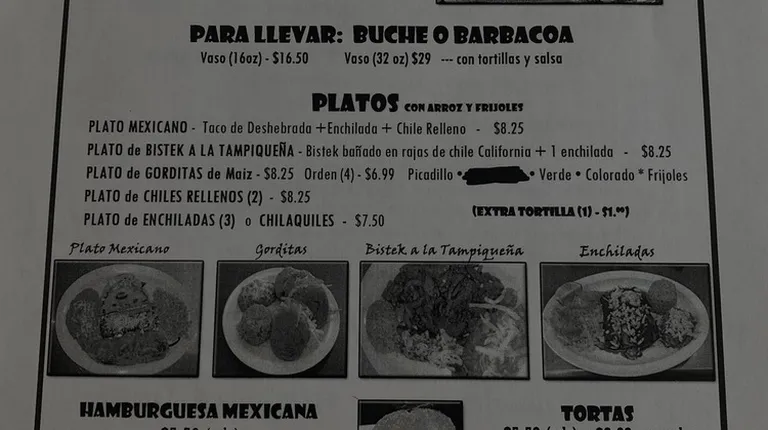 PARA LLEVAR: BUCHE O BARBACOA
Vaso (16oz) - $16.50 Vaso (32 oz) $29 --- con tortillas y salsa
PLATOS CON ARROZ Y FRIJOLES
PLATO MEXICANO - Taco de Deshebrada +Enchilada + Chile Relleno - $8.25
PLATO de BISTEK A LA TAMPIQUEÑA - Bistek bañado en rajas de chile California + 1 enchilada - $8.25
PLATO de GORDITAS de Maiz - $8.25 Orden (4) - $6.99 Picadillo • • Verde • Colorado * Frijoles
PLATO de CHILES RELLENOS (2) - $8.25
PLATO de ENCHILADAS (3) o CHILAQUILES - $7.50
(EXTRA TORTILLA (1) - $1.00)
Plato Mexicano Gorditas Bistek a la Tampiqueña Enchiladas
HAMBURGUESA MEXICANA TORTAS